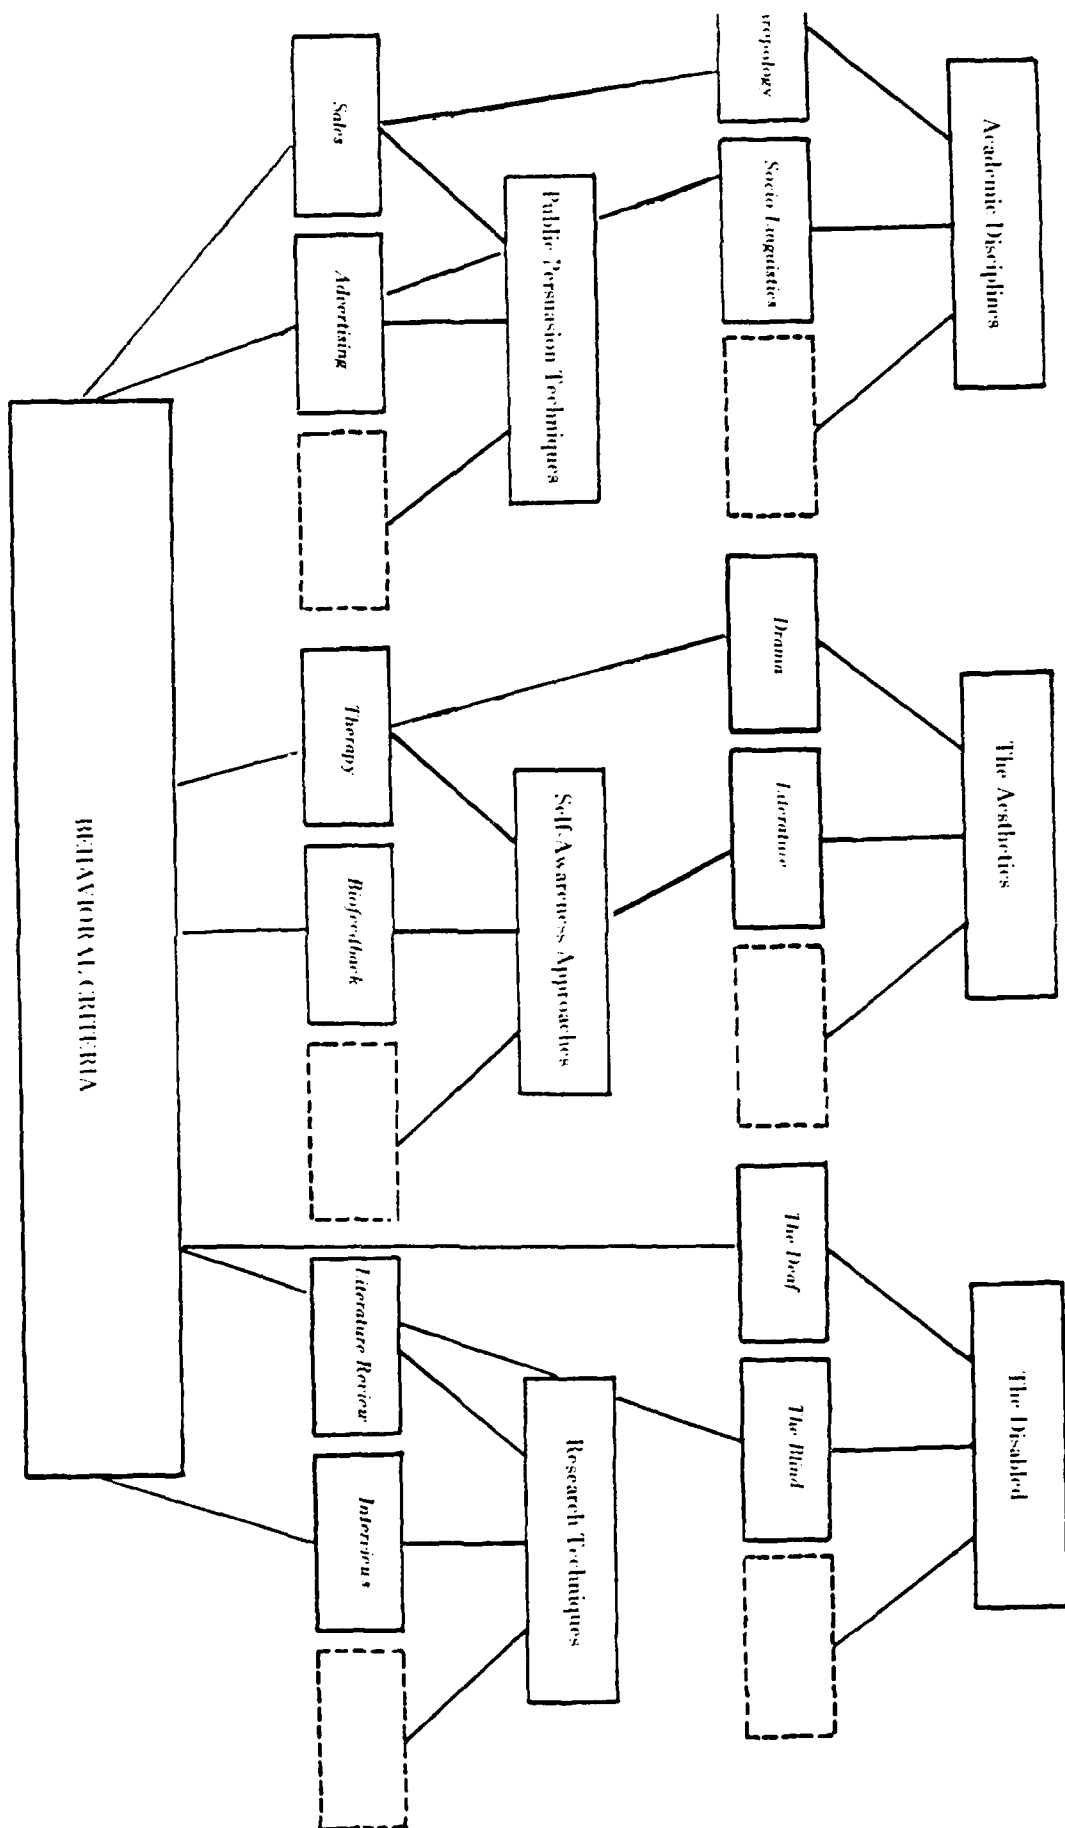 Academic Disciplines
The Aesthetics
The Disabled
Socio Linguistics
Drama
Literature
The Deaf
The Blind
Public Persuasion Techniques
Self-Awareness Approaches
Research Techniques
Sales
Advertising
Therapy
Biofeedback
Literature Review
Interviews
BEHAVIORAL CRITERIA